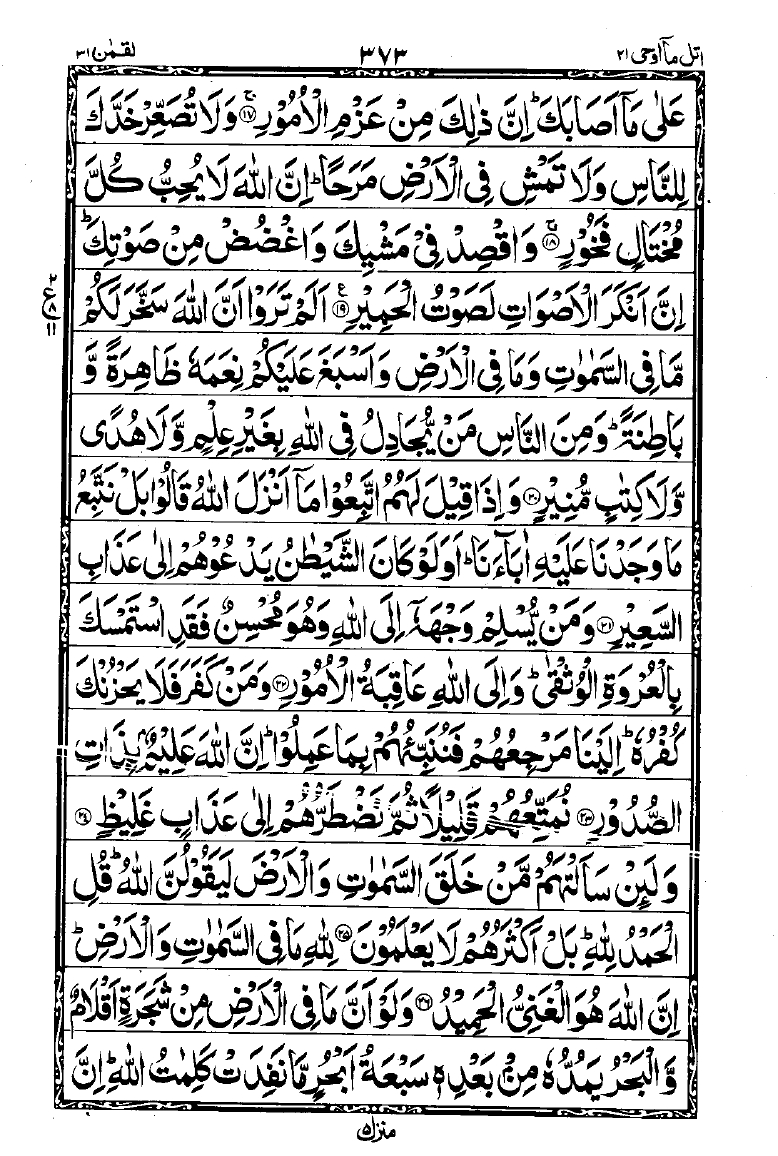 اتل مآ اوحی ۲۱ ۳۷۳ لقمٰن ۳۱
عَلٰی مَاۤ اَصَابَكَ ؕ اِنَّ ذٰلِكَ مِنْ عَزْمِ الْاُمُوْرِ ۚ﴿۱۷﴾ وَلَا تُصَعِّرْ خَدَّكَ
لِلنَّاسِ وَلَا تَمْشِ فِی الْاَرْضِ مَرَحًا ؕ اِنَّ اللّٰهَ لَا یُحِبُّ كُلَّ
مُخْتَالٍ فَخُوْرٍ ۚ﴿۱۸﴾ وَاقْصِدْ فِیْ مَشْیِكَ وَاغْضُضْ مِنْ صَوْتِكَ ؕ
اِنَّ اَنْكَرَ الْاَصْوَاتِ لَصَوْتُ الْحَمِیْرِ ﴿۱۹﴾ ع اَلَمْ تَرَوْا اَنَّ اللّٰهَ سَخَّرَ لَكُمْ
۲ ع ۸ ۱۱
مَّا فِی السَّمٰوٰتِ وَمَا فِی الْاَرْضِ وَاَسْبَغَ عَلَیْكُمْ نِعَمَهٗ ظَاهِرَةً وَّ
بَاطِنَةً ؕ وَمِنَ النَّاسِ مَنْ یُّجَادِلُ فِی اللّٰهِ بِغَیْرِ عِلْمٍ وَّلَا هُدًی
وَّلَا كِتٰبٍ مُّنِیْرٍ ﴿۲۰﴾ وَاِذَا قِیْلَ لَهُمُ اتَّبِعُوْا مَاۤ اَنْزَلَ اللّٰهُ قَالُوْا بَلْ نَتَّبِعُ
مَا وَجَدْنَا عَلَیْهِ اٰبَآءَنَا ؕ اَوَلَوْ كَانَ الشَّیْطٰنُ یَدْعُوْهُمْ اِلٰی عَذَابِ
السَّعِیْرِ ﴿۲۱﴾ وَمَنْ یُّسْلِمْ وَجْهَهٗۤ اِلَی اللّٰهِ وَهُوَ مُحْسِنٌ فَقَدِ اسْتَمْسَكَ
بِالْعُرْوَةِ الْوُثْقٰی ؕ وَاِلَی اللّٰهِ عَاقِبَةُ الْاُمُوْرِ ﴿۲۲﴾ وَمَنْ كَفَرَ فَلَا یَحْزُنْكَ
كُفْرُهٗ ؕ اِلَیْنَا مَرْجِعُهُمْ فَنُنَبِّئُهُمْ بِمَا عَمِلُوْا ؕ اِنَّ اللّٰهَ عَلِیْمٌۢ بِذَاتِ
الصُّدُوْرِ ﴿۲۳﴾ نُمَتِّعُهُمْ قَلِیْلًا ثُمَّ نَضْطَرُّهُمْ اِلٰی عَذَابٍ غَلِیْظٍ ﴿۲۴﴾
وَلَئِنْ سَاَلْتَهُمْ مَّنْ خَلَقَ السَّمٰوٰتِ وَالْاَرْضَ لَیَقُوْلُنَّ اللّٰهُ ؕ قُلِ
الْحَمْدُ لِلّٰهِ ؕ بَلْ اَكْثَرُهُمْ لَا یَعْلَمُوْنَ ﴿۲۵﴾ لِلّٰهِ مَا فِی السَّمٰوٰتِ وَالْاَرْضِ ؕ
اِنَّ اللّٰهَ هُوَ الْغَنِیُّ الْحَمِیْدُ ﴿۲۶﴾ وَلَوْ اَنَّ مَا فِی الْاَرْضِ مِنْ شَجَرَةٍ اَقْلَامٌ
وَّالْبَحْرُ یَمُدُّهٗ مِنْۢ بَعْدِهٖ سَبْعَةُ اَبْحُرٍ مَّا نَفِدَتْ كَلِمٰتُ اللّٰهِ ؕ اِنَّ
منزل ۵